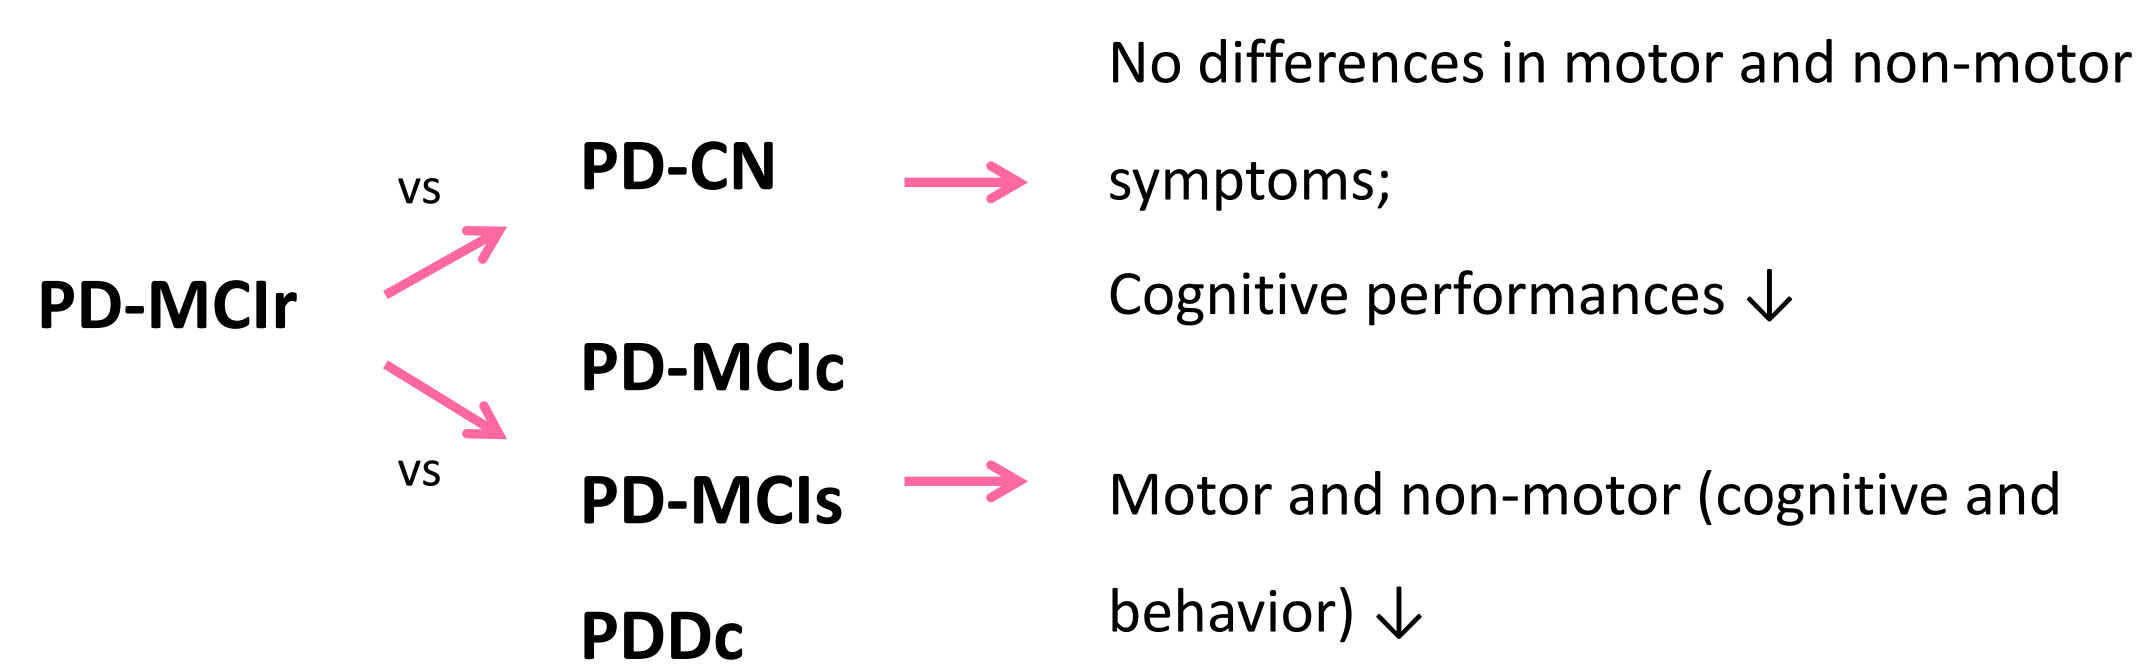 PD-MCIr
vs
PD-CN
No differences in motor and non-motor
symptoms;
Cognitive performances ↓
vs
PD-MCIc
PD-MCIs
PDDc
Motor and non-motor (cognitive and
behavior) ↓